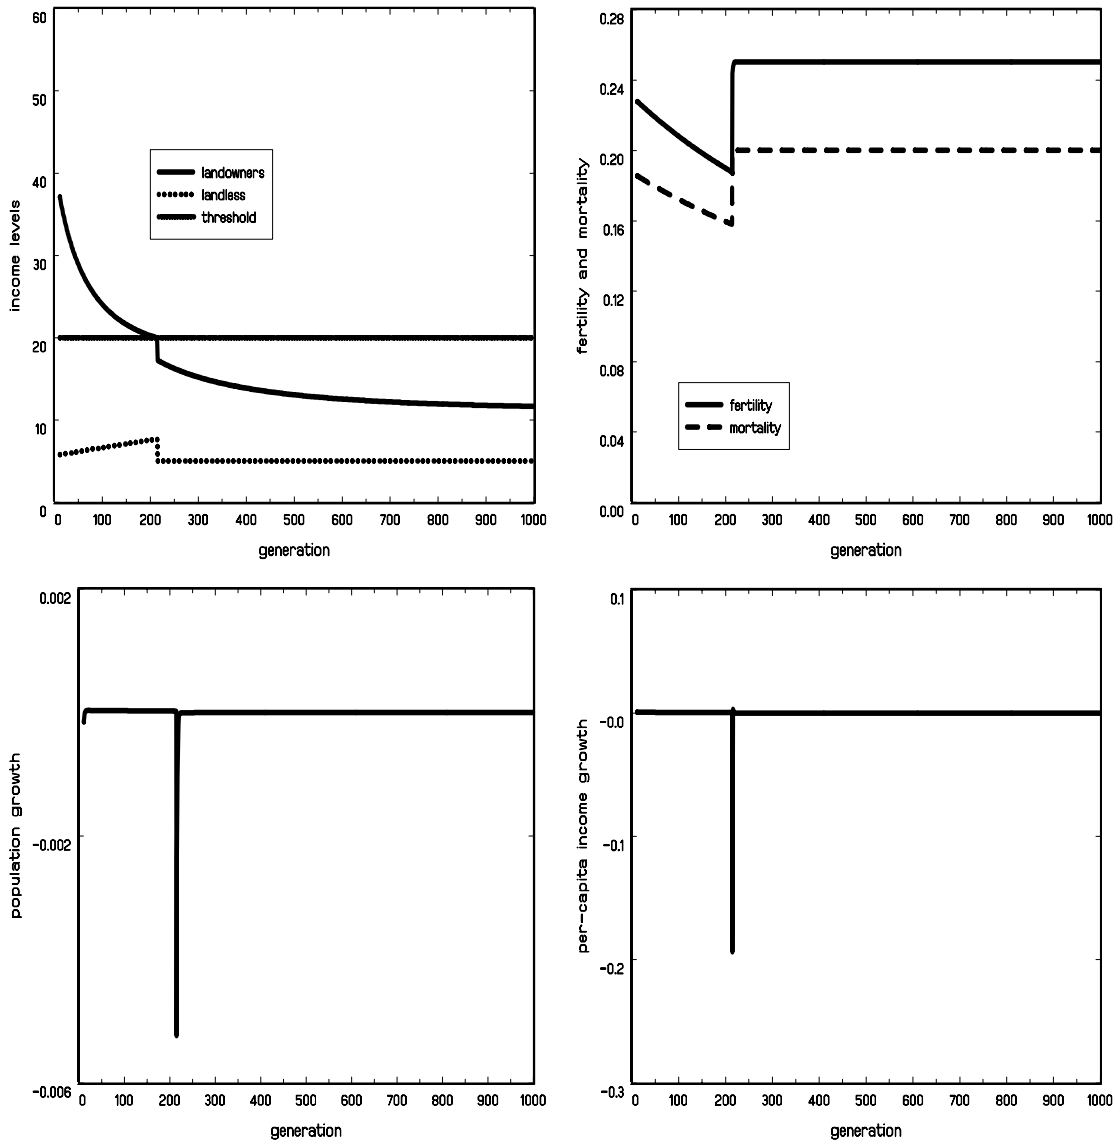 60
50
40
30
20
10
0
income levels
landowners
landless
threshold
0 100 200 300 400 500 600 700 800 900 1000
generation
0.28
0.24
0.20
0.16
0.12
0.08
0.04
0.00
fertility and mortality
fertility
mortality
0 100 200 300 400 500 600 700 800 900 1000
generation
0.002
-0.002
-0.006
population growth
0 100 200 300 400 500 600 700 800 900 1000
generation
0.1
-0.0
-0.1
-0.2
-0.3
per-capita income growth
0 100 200 300 400 500 600 700 800 900 1000
generation